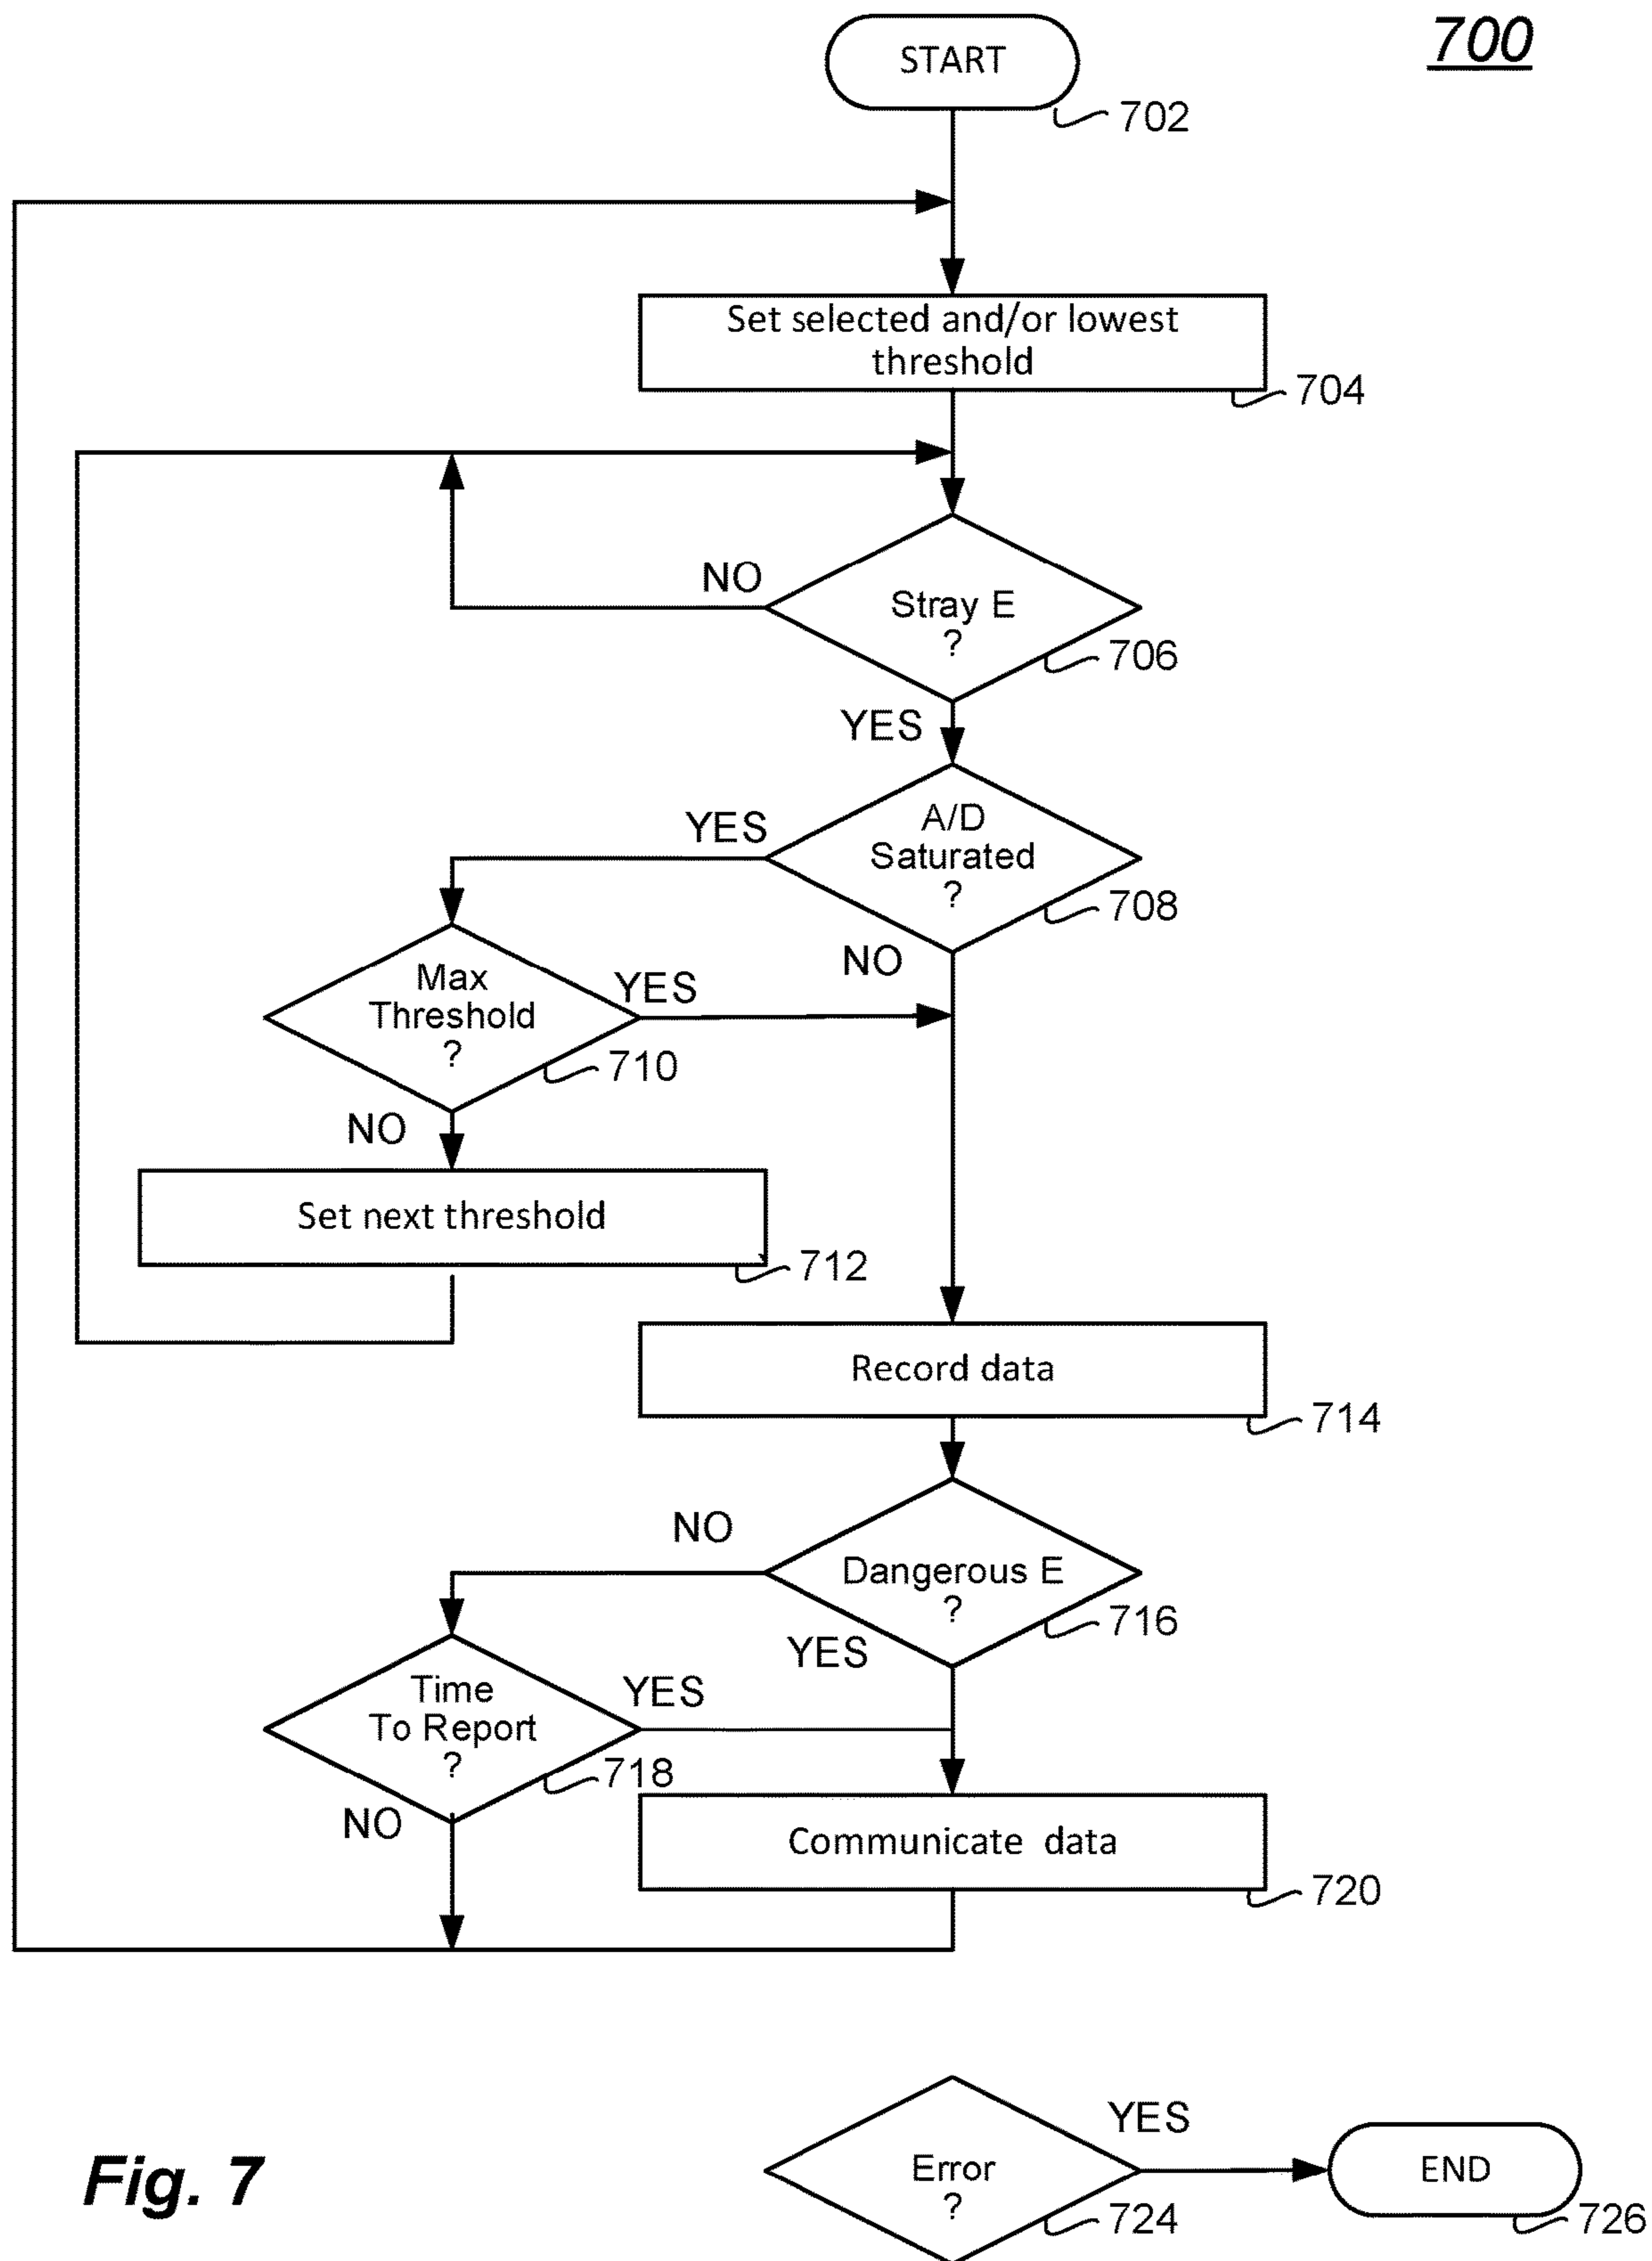 700
START
702
Set selected and/or lowest
threshold
704
NO
Stray E
?
706
YES
A/D
Saturated
?
YES
708
NO
Max
Threshold
?
YES
710
NO
Set next threshold
712
Record data
714
NO
Dangerous E
?
716
YES
Time
To Report
?
YES
718
NO
Communicate data
720
YES
Error
?
724
END
726
Fig. 7